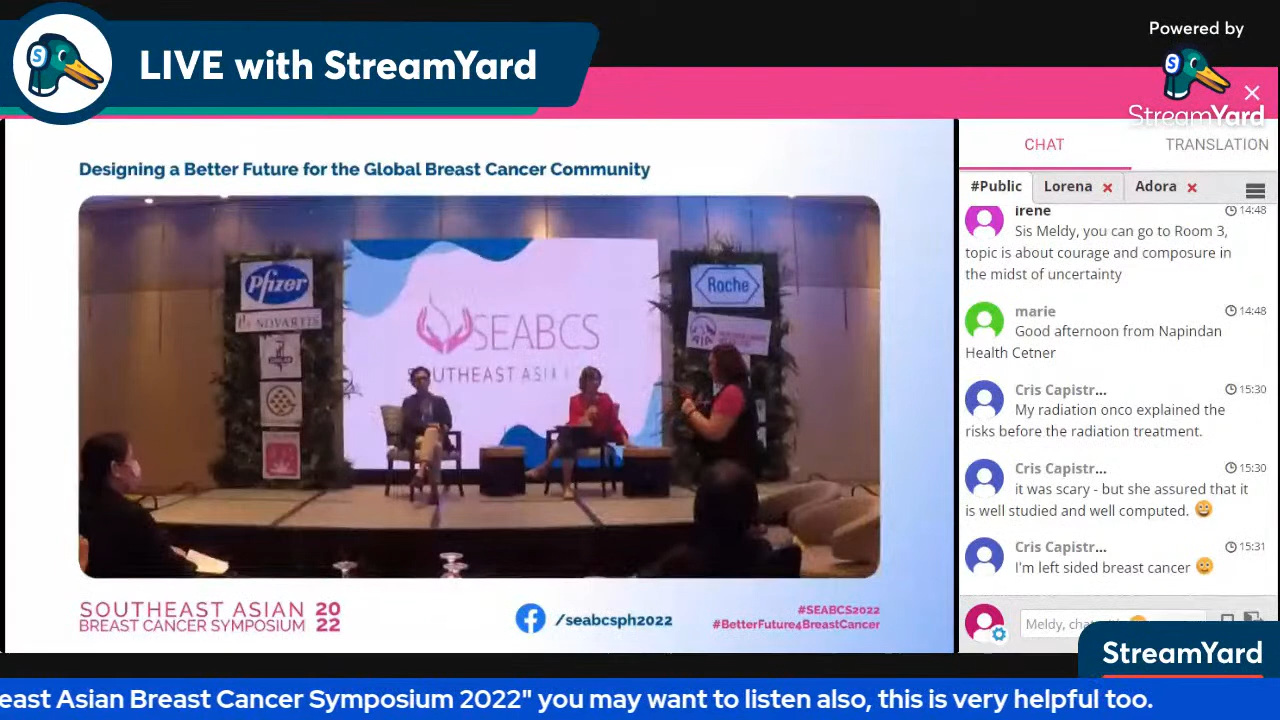 LIVE with StreamYard
Powered by
StreamYard
Designing a Better Future for the Global Breast Cancer Community
Pfizer
NOVARTIS
SEABCS
SOUTHEAST ASIA
Roche
AIA
SOUTHEAST ASIAN 20
BREAST CANCER SYMPOSIUM 22
/seabcsph2022
#SEABCS2022
#BetterFuture4BreastCancer
CHAT TRANSLATION
#Public Lorena Adora
irene 14:48
Sis Meldy, you can go to Room 3,
topic is about courage and composure in
the midst of uncertainty
marie 14:48
Good afternoon from Napindan
Health Cetner
Cris Capistr... 15:30
My radiation onco explained the
risks before the radiation treatment.
Cris Capistr... 15:30
it was scary - but she assured that it
is well studied and well computed. 😀
Cris Capistr... 15:31
I'm left sided breast cancer 🙂
Meldy, cha
StreamYard
east Asian Breast Cancer Symposium 2022" you may want to listen also, this is very helpful too.